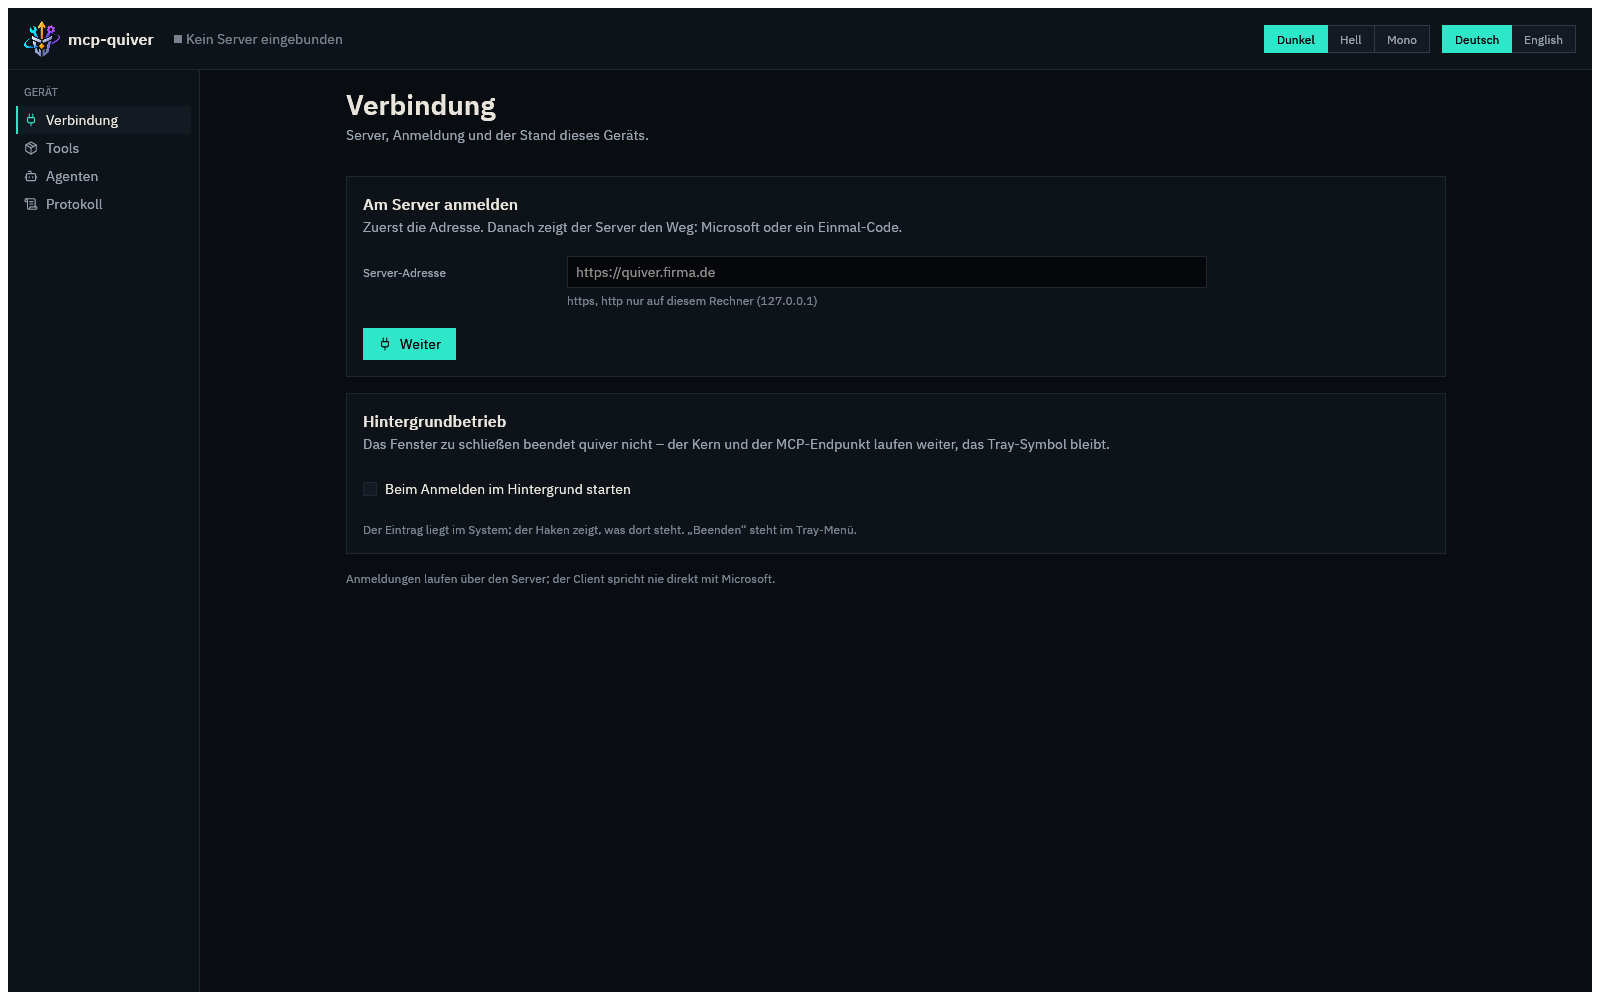 mcp-quiver
Kein Server eingebunden
Dunkel
Hell
Mono
Deutsch
English
GERÄT
Verbindung
Tools
Agenten
Protokoll
Verbindung
Server, Anmeldung und der Stand dieses Geräts.
Am Server anmelden
Zuerst die Adresse. Danach zeigt der Server den Weg: Microsoft oder ein Einmal-Code.
Server-Adresse
https://quiver.firma.de
https, http nur auf diesem Rechner (127.0.0.1)
Weiter
Hintergrundbetrieb
Das Fenster zu schließen beendet quiver nicht – der Kern und der MCP-Endpunkt laufen weiter, das Tray-Symbol bleibt.
Beim Anmelden im Hintergrund starten
Der Eintrag liegt im System; der Haken zeigt, was dort steht. „Beenden“ steht im Tray-Menü.
Anmeldungen laufen über den Server; der Client spricht nie direkt mit Microsoft.